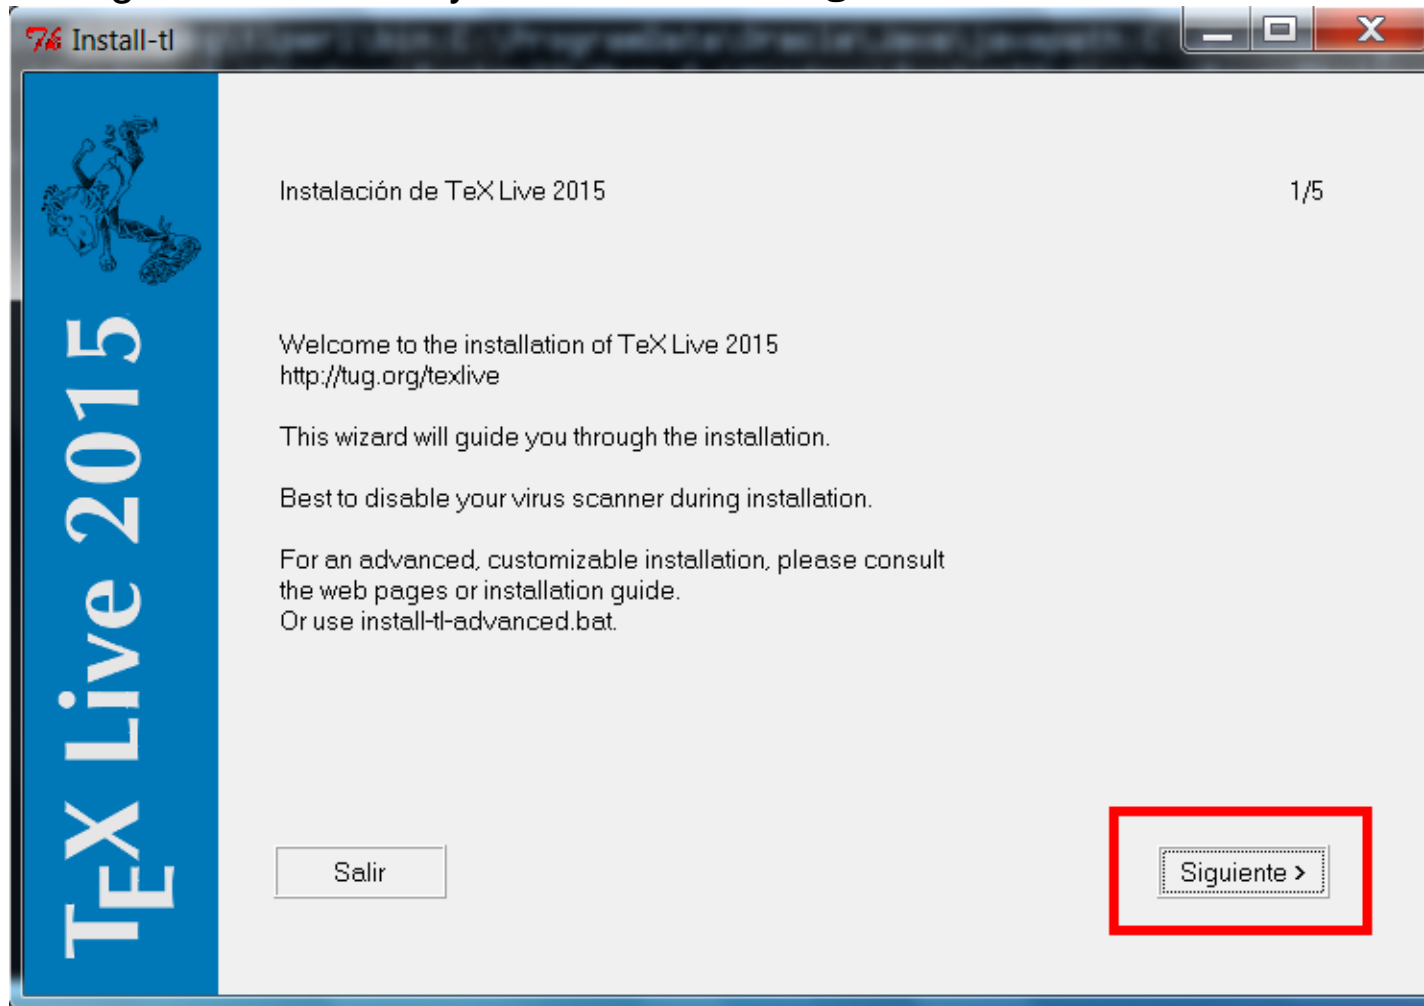 Install-tl
TEX Live 2015
Instalación de TeX Live 2015
1/5
Welcome to the installation of TeX Live 2015
http://tug.org/texlive
This wizard will guide you through the installation.
Best to disable your virus scanner during installation.
For an advanced, customizable installation, please consult
the web pages or installation guide.
Or use install-tl-advanced.bat.
Salir
Siguiente >